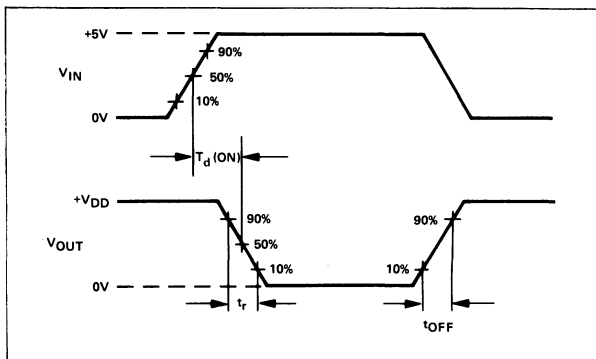 +5V
90%
VIN
50%
10%
0V
Td (ON)
+VDD
90%
90%
VOUT
50%
10%
10%
0V
tr
tOFF